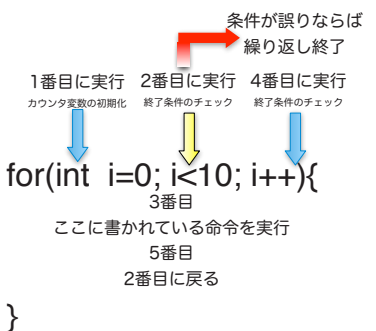 条件が誤りならば
繰り返し終了
1番目に実行 2番目に実行 4番目に実行
カウンタ変数の初期化 終了条件のチェック 終了条件のチェック
for(int i=0; i<10; i++){
3番目
ここに書かれている命令を実行
5番目
2番目に戻る
}